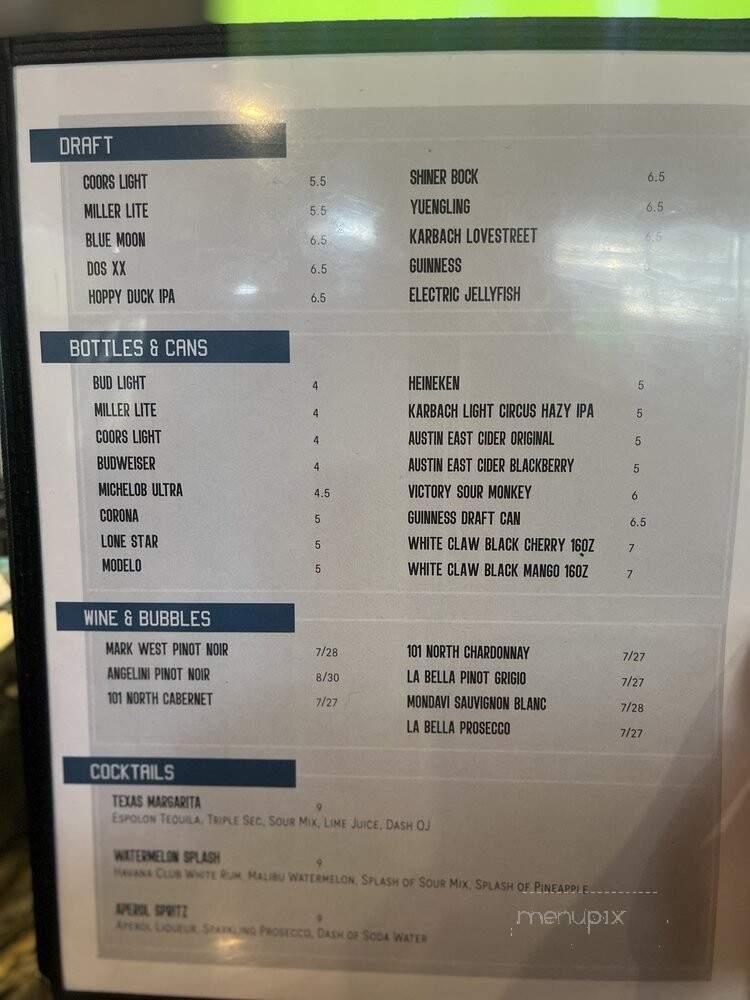 DRAFT
COORS LIGHT 5.5
MILLER LITE 5.5
BLUE MOON 6.5
DOS XX 6.5
HOPPY DUCK IPA 6.5
SHINER BOCK 6.5
YUENGLING 6.5
KARBACH LOVESTREET 6.5
GUINNESS
ELECTRIC JELLYFISH
BOTTLES & CANS
BUD LIGHT 4
MILLER LITE 4
COORS LIGHT 4
BUDWEISER 4
MICHELOB ULTRA 4.5
CORONA 5
LONE STAR 5
MODELO 5
HEINEKEN 5
KARBACH LIGHT CIRCUS HAZY IPA 5
AUSTIN EAST CIDER ORIGINAL 5
AUSTIN EAST CIDER BLACKBERRY 5
VICTORY SOUR MONKEY 6
GUINNESS DRAFT CAN 6.5
WHITE CLAW BLACK CHERRY 16OZ 7
WHITE CLAW BLACK MANGO 16OZ 7
WINE & BUBBLES
MARK WEST PINOT NOIR 7/28
ANGELINI PINOT NOIR 8/30
101 NORTH CABERNET 7/27
101 NORTH CHARDONNAY 7/27
LA BELLA PINOT GRIGIO 7/27
MONDAVI SAUVIGNON BLANC 7/28
LA BELLA PROSECCO 7/27
COCKTAILS
TEXAS MARGARITA 9
ESPOLON TEQUILA, TRIPLE SEC, SOUR MIX, LIME JUICE, DASH OJ
WATERMELON SPLASH 9
HAVANA CLUB WHITE RUM, MALIBU WATERMELON, SPLASH OF SOUR MIX, SPLASH OF PINEAPPLE
APEROL SPRITZ 9
APEROL LIQUEUR, SPARKLING PROSECCO, DASH OF SODA WATER
menupix